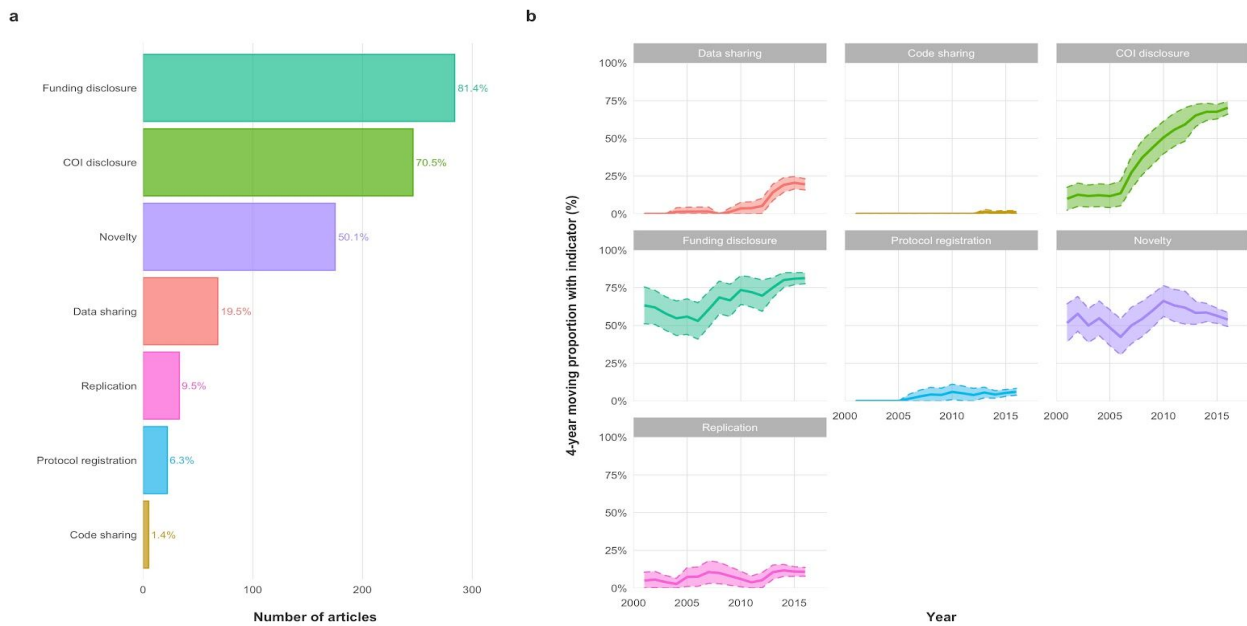 a
Funding disclosure
81.4%
COI disclosure
70.5%
Novelty
50.1%
Data sharing
19.5%
Replication
9.5%
Protocol registration
6.3%
Code sharing
1.4%
0
100
200
300
Number of articles
b
4-year moving proportion with indicator (%)
Data sharing
Code sharing
COI disclosure
100%
75%
50%
25%
0%
Funding disclosure
Protocol registration
Novelty
100%
75%
50%
25%
0%
2000
2005
2010
2015
2000
2005
2010
2015
Replication
100%
75%
50%
25%
0%
2000
2005
2010
2015
Year